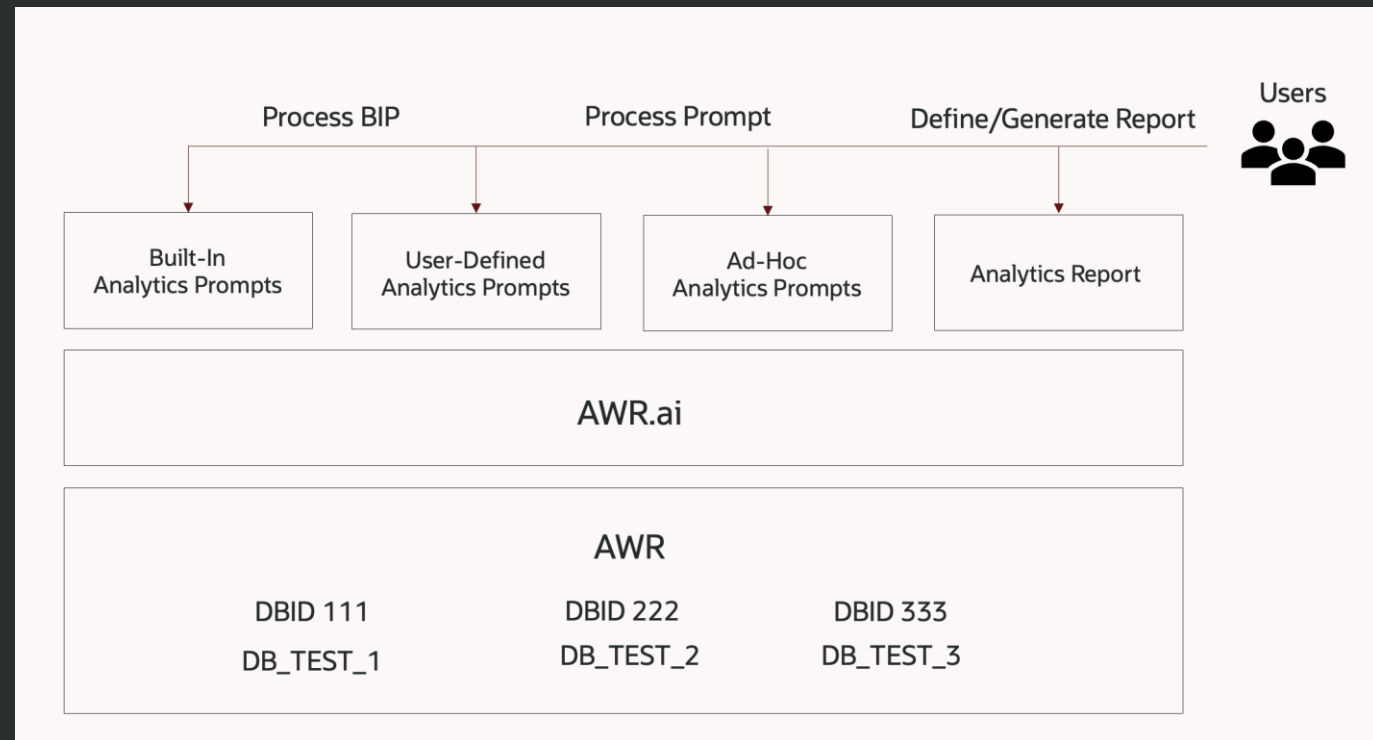 Users
Process BIP
Process Prompt
Define/Generate Report
Built-In
Analytics Prompts
User-Defined
Analytics Prompts
Ad-Hoc
Analytics Prompts
Analytics Report
AWR.ai
AWR
DBID 111
DB_TEST_1
DBID 222
DB_TEST_2
DBID 333
DB_TEST_3